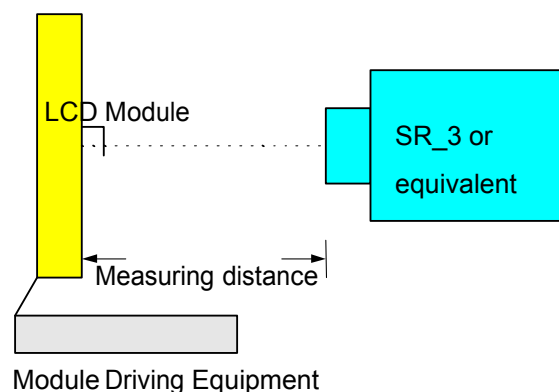 LCD Module
SR_3 or
equivalent
Measuring distance
Module Driving Equipment